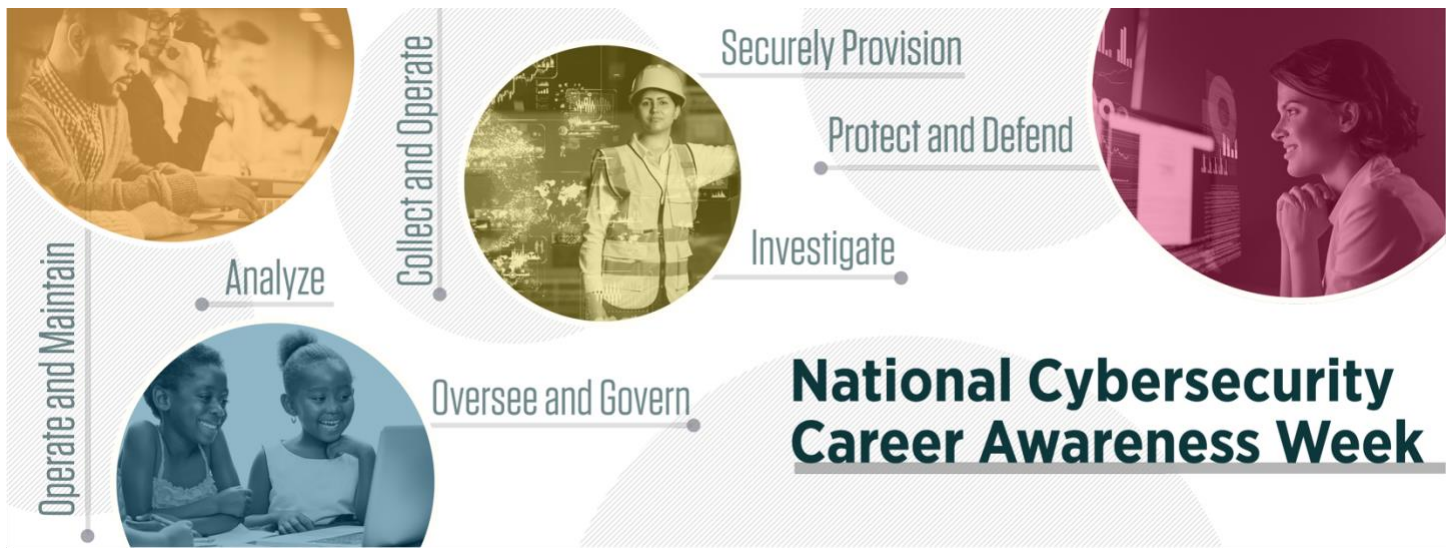 Securely Provision
Collect and Operate
Protect and Defend
Investigate
Analyze
Operate and Maintain
Oversee and Govern
National Cybersecurity
Career Awareness Week